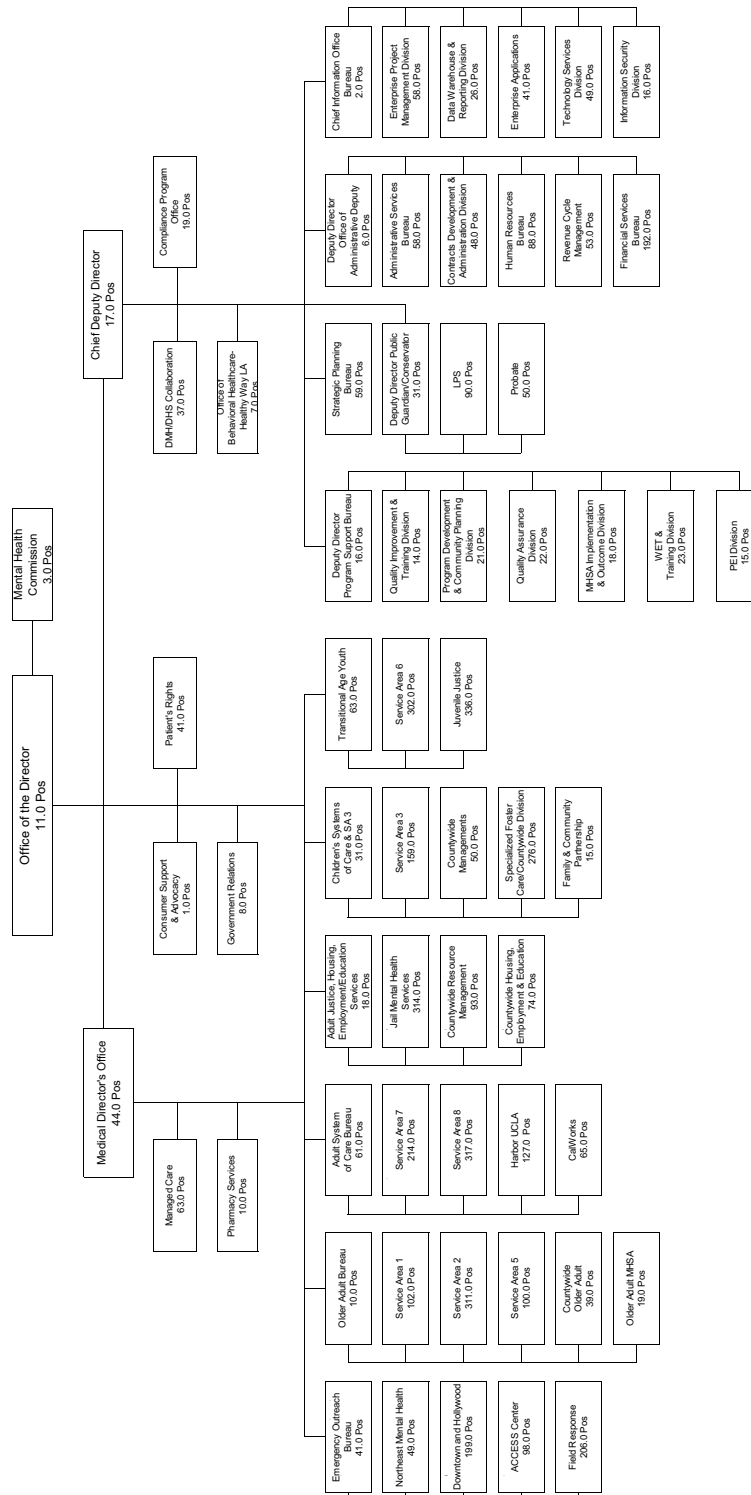 Office of the Director
11.0 Pos
Mental Health
Commission
3.0 Pos
Medical Director's Office
44.0 Pos
Chief Deputy Director
17.0 Pos
Managed Care
63.0 Pos
Consumer Support
& Advocacy
1.0 Pos
Patient's Rights
41.0 Pos
DMH/DHS Collaboration
37.0 Pos
Compliance Program
Office
19.0 Pos
Pharmacy Services
10.0 Pos
Government Relations
8.0 Pos
Office of
Behavioral Healthcare-
Healthy Way LA
7.0 Pos
Emergency Outreach
Bureau
41.0 Pos
Northeast Mental Health
49.0 Pos
Downtown and Hollywood
199.0 Pos
ACCESS Center
98.0 Pos
Field Response
206.0 Pos
Older Adult Bureau
10.0 Pos
Service Area 1
102.0 Pos
Service Area 2
311.0 Pos
Service Area 5
100.0 Pos
Countywide
Older Adult
39.0 Pos
Older Adult MHSA
19.0 Pos
Adult System
of Care Bureau
61.0 Pos
Service Area 7
214.0 Pos
Service Area 8
317.0 Pos
Harbor UCLA
127.0 Pos
CalWorks
65.0 Pos
Adult Justice, Housing,
Employment/Education
Services
18.0 Pos
Jail Mental Health
Services
314.0 Pos
Countywide Resource
Management
93.0 Pos
Countywide Housing,
Employment & Education
74.0 Pos
Children's Systems
of Care & SA 3
31.0 Pos
Service Area 3
159.0 Pos
Countywide
Managements
50.0 Pos
Specialized Foster
Care/Countywide Division
276.0 Pos
Family & Community
Partnership
15.0 Pos
Transitional Age Youth
63.0 Pos
Service Area 6
302.0 Pos
Juvenile Justice
336.0 Pos
Deputy Director
Program Support Bureau
16.0 Pos
Quality Improvement &
Training Division
14.0 Pos
Program Development
& Community Planning
Division
21.0 Pos
Quality Assurance
Division
22.0 Pos
MHSA Implementation
& Outcome Division
18.0 Pos
WET &
Training Division
23.0 Pos
PEI Division
15.0 Pos
Strategic Planning
Bureau
59.0 Pos
Deputy Director Public
Guardian/Conservator
31.0 Pos
LPS
90.0 Pos
Probate
50.0 Pos
Deputy Director
Office of
Administrative Deputy
6.0 Pos
Administrative Services
Bureau
58.0 Pos
Contracts Development &
Administration Division
48.0 Pos
Human Resources
Bureau
88.0 Pos
Revenue Cycle
Management
53.0 Pos
Financial Services
Bureau
192.0 Pos
Chief Information Office
Bureau
2.0 Pos
Enterprise Project
Management Division
58.0 Pos
Data Warehouse &
Reporting Division
26.0 Pos
Enterprise Applications
41.0 Pos
Technology Services
Division
49.0 Pos
Information Security
Division
16.0 Pos